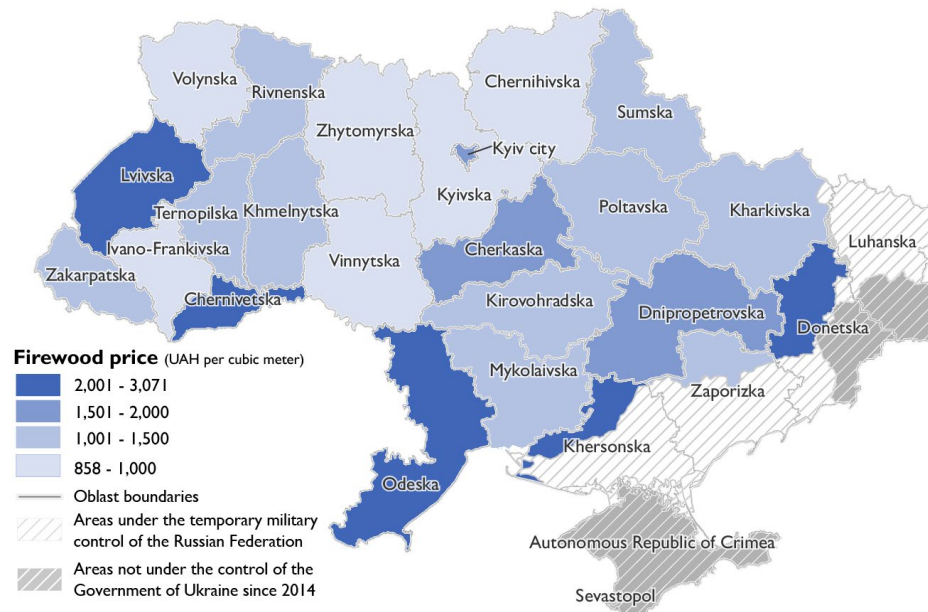 Volynska
Rivnenska
Chernihivska
Sumska
Zhytomyrska
Kyiv city
Lvivska
Kyivska
Ternopilska
Khmelnytska
Poltavska
Kharkivska
Luhanska
Ivano-Frankivska
Cherkaska
Zakarpatska
Vinnytska
Chernivetska
Kirovohradska
Dnipropetrovska
Donetska
Mykolaivska
Zaporizka
Khersonska
Odeska
Autonomous Republic of Crimea
Sevastopol
Firewood price (UAH per cubic meter)
2,001 - 3,071
1,501 - 2,000
1,001 - 1,500
858 - 1,000
Oblast boundaries
Areas under the temporary military
control of the Russian Federation
Areas not under the control of the
Government of Ukraine since 2014